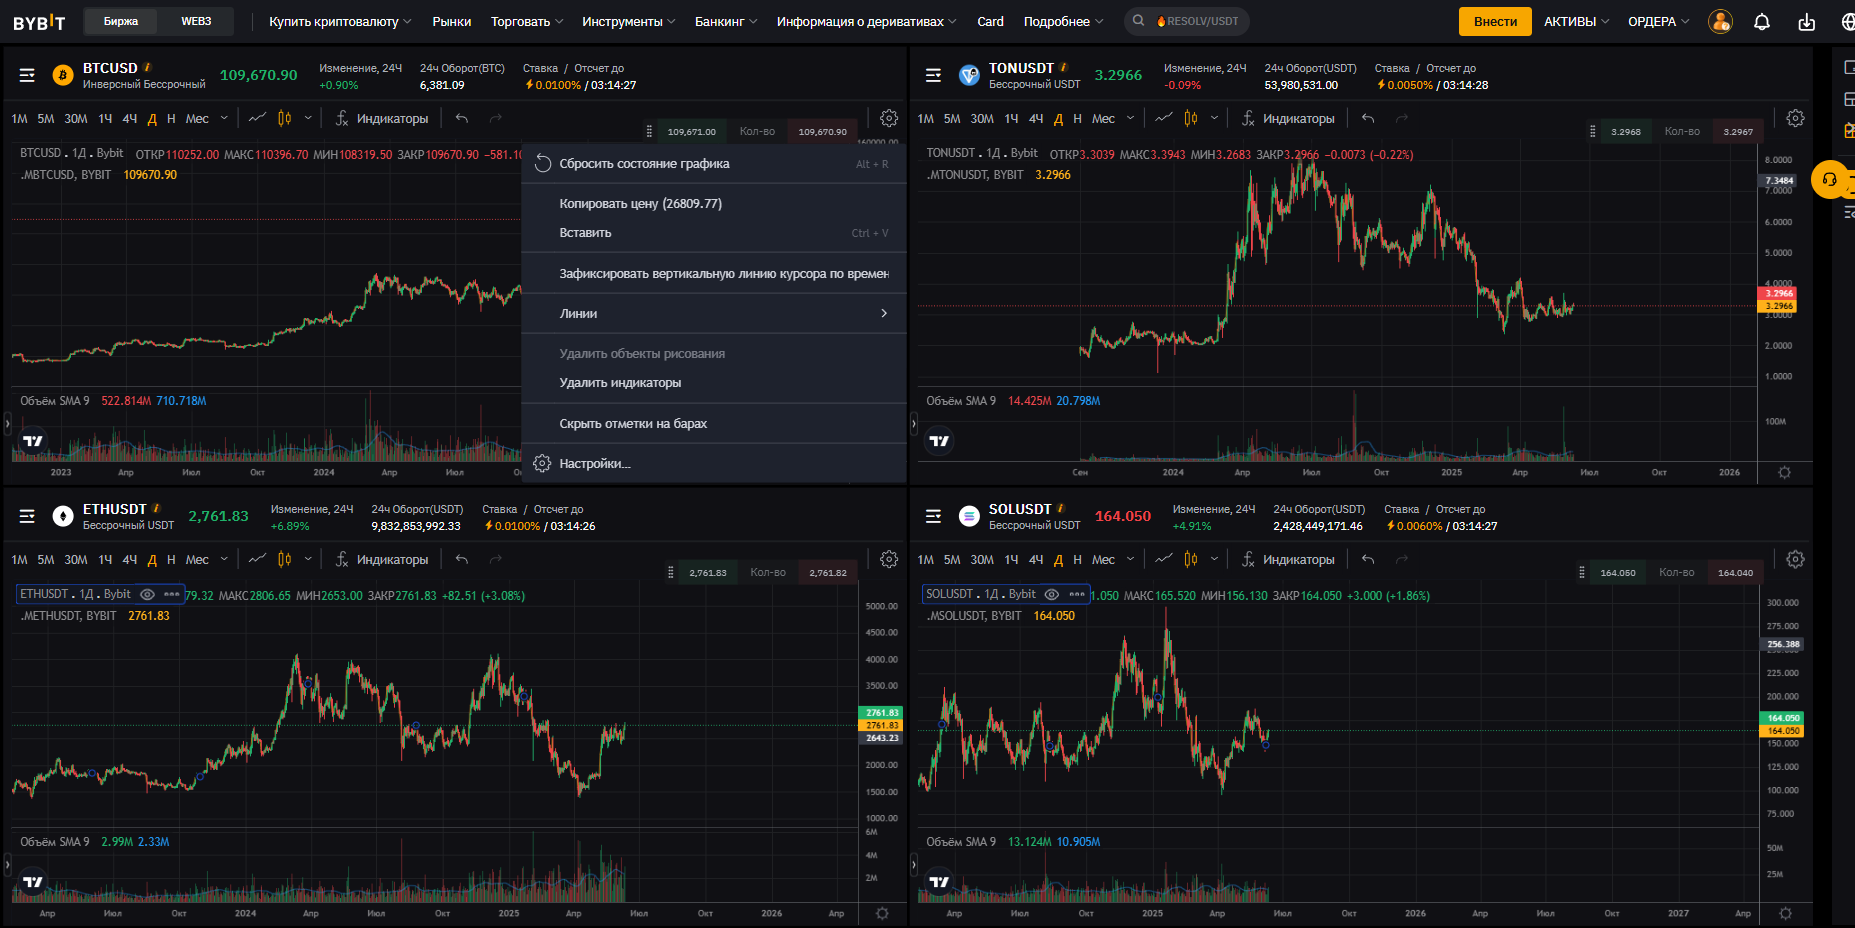 BYBIT Биржа WEB3 Купить криптовалюту Рынки Торговать Инструменты Банкинг Информация о деривативах Card Подробнее RESOLV/USDT Внести АКТИВЫ ОРДЕРА
BTCUSD 109,670.90 Изменение, 24Ч 24ч Оборот(BTC) Ставка / Отсчет до
Инверсный Бессрочный +0.90% 6,381.09 0.0100% / 03:14:27
1М 5М 30М 1Ч 4Ч Д Н Мес Индикаторы
109,671.00 Кол-во 109,670.90
160000.00
BTCUSD . 1Д . Bybit ОТКР110252.00 МАКС110396.70 МИН108319.50 ЗАКР109670.90 −581.10
.MBTCUSD, BYBIT 109670.90
Сбросить состояние графика Alt + R
Копировать цену (26809.77)
Вставить Ctrl + V
Зафиксировать вертикальную линию курсора по времен
Линии
Удалить объекты рисования
Удалить индикаторы
Скрыть отметки на барах
Настройки...
Объём SMA 9 522.814M 710.718M
2023 Апр Июл Окт 2024 Апр Июл
TONUSDT 3.2966 Изменение, 24Ч 24ч Оборот(USDT) Ставка / Отсчет до
Бессрочный USDT -0.09% 53,980,531.00 0.0050% / 03:14:28
1М 5М 30М 1Ч 4Ч Д Н Мес Индикаторы
3.2968 Кол-во 3.2967
TONUSDT . 1Д . Bybit ОТКР3.3039 МАКС3.3943 МИН3.2683 ЗАКР3.2966 −0.0073 (−0.22%)
.MTONUSDT, BYBIT 3.2966
8.0000
7.3484
7.0000
6.0000
5.0000
4.0000
3.2966
3.2966
3.0000
2.0000
1.0000
Объём SMA 9 14.425M 20.798M
100M
Сен 2024 Апр Июл Окт 2025 Апр Июл Окт 2026
ETHUSDT 2,761.83 Изменение, 24Ч 24ч Оборот(USDT) Ставка / Отсчет до
Бессрочный USDT +6.89% 9,832,853,992.33 0.0100% / 03:14:26
1М 5М 30М 1Ч 4Ч Д Н Мес Индикаторы
2,761.83 Кол-во 2,761.82
ETHUSDT . 1Д . Bybit 79.32 МАКС2806.65 МИН2653.00 ЗАКР2761.83 +82.51 (+3.08%)
.METHUSDT, BYBIT 2761.83
5000.00
4500.00
4000.00
3500.00
2761.83
2761.83
2643.23
2000.00
1500.00
1000.00
Объём SMA 9 2.99M 2.33M
6M
4M
2M
Апр Июл Окт 2024 Апр Июл Окт 2025 Апр Июл Окт 2026 Апр
SOLUSDT 164.050 Изменение, 24Ч 24ч Оборот(USDT) Ставка / Отсчет до
Бессрочный USDT +4.91% 2,428,449,171.46 0.0060% / 03:14:27
1М 5М 30М 1Ч 4Ч Д Н Мес Индикаторы
164.050 Кол-во 164.040
SOLUSDT . 1Д . Bybit 1.050 МАКС165.520 МИН156.130 ЗАКР164.050 +3.000 (+1.86%)
.MSOLUSDT, BYBIT 164.050
300.000
275.000
256.388
225.000
200.000
164.050
164.050
150.000
125.000
100.000
75.000
Объём SMA 9 13.124M 10.905M
50M
25M
Апр Июл Окт 2025 Апр Июл Окт 2026 Апр Июл Окт 2027 Апр